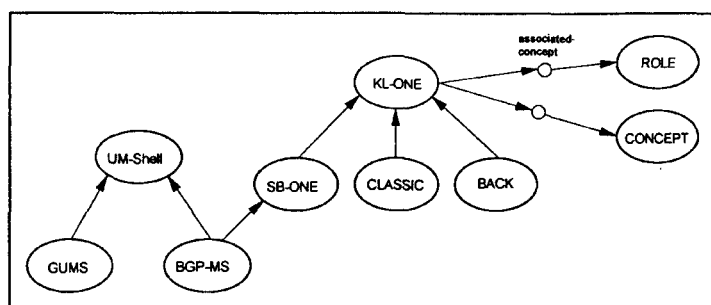 associated-
concept
ROLE
KL-ONE
CONCEPT
UM-Shell
SB-ONE
CLASSIC
BACK
GUMS
BGP-MS